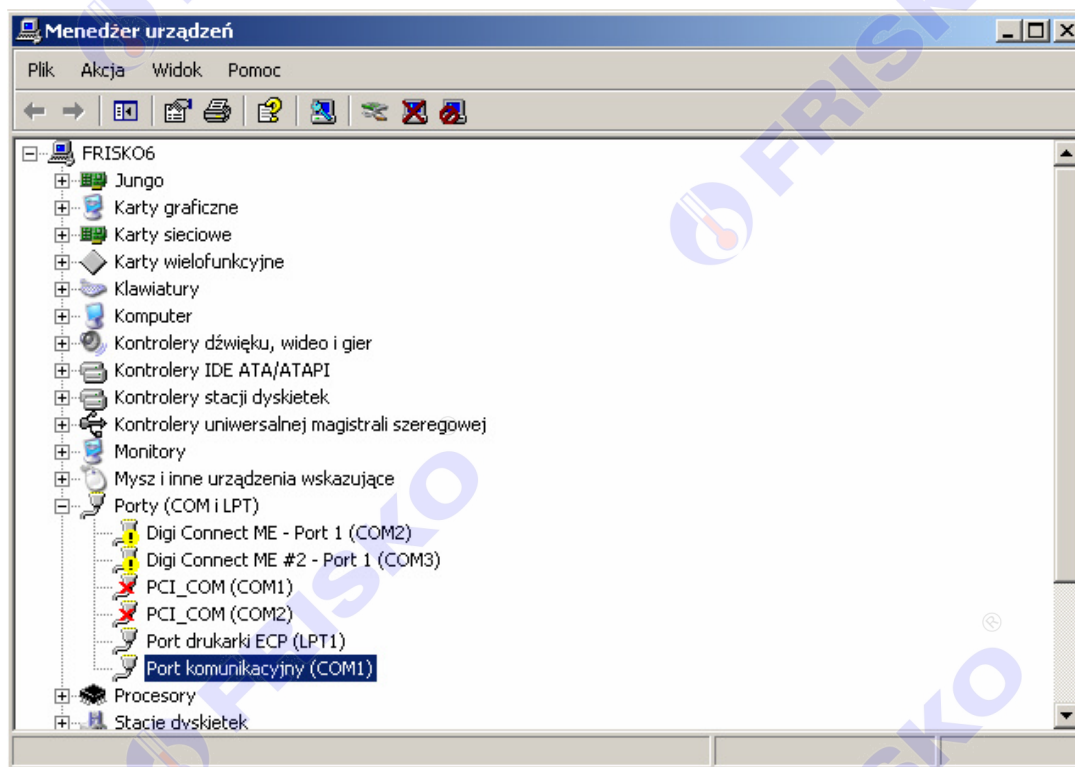 Menedżer urządzeń
Plik Akcja Widok Pomoc
FRISKO6
Jungo
Karty graficzne
Karty sieciowe
Karty wielofunkcyjne
Klawiatury
Komputer
Kontrolery dźwięku, wideo i gier
Kontrolery IDE ATA/ATAPI
Kontrolery stacji dyskietek
Kontrolery uniwersalnej magistrali szeregowej
Monitory
Mysz i inne urządzenia wskazujące
Porty (COM i LPT)
Digi Connect ME - Port 1 (COM2)
Digi Connect ME #2 - Port 1 (COM3)
PCI_COM (COM1)
PCI_COM (COM2)
Port drukarki ECP (LPT1)
Port komunikacyjny (COM1)
Procesory
Stacje dyskietek
FRISKO
FRISKO
®
®